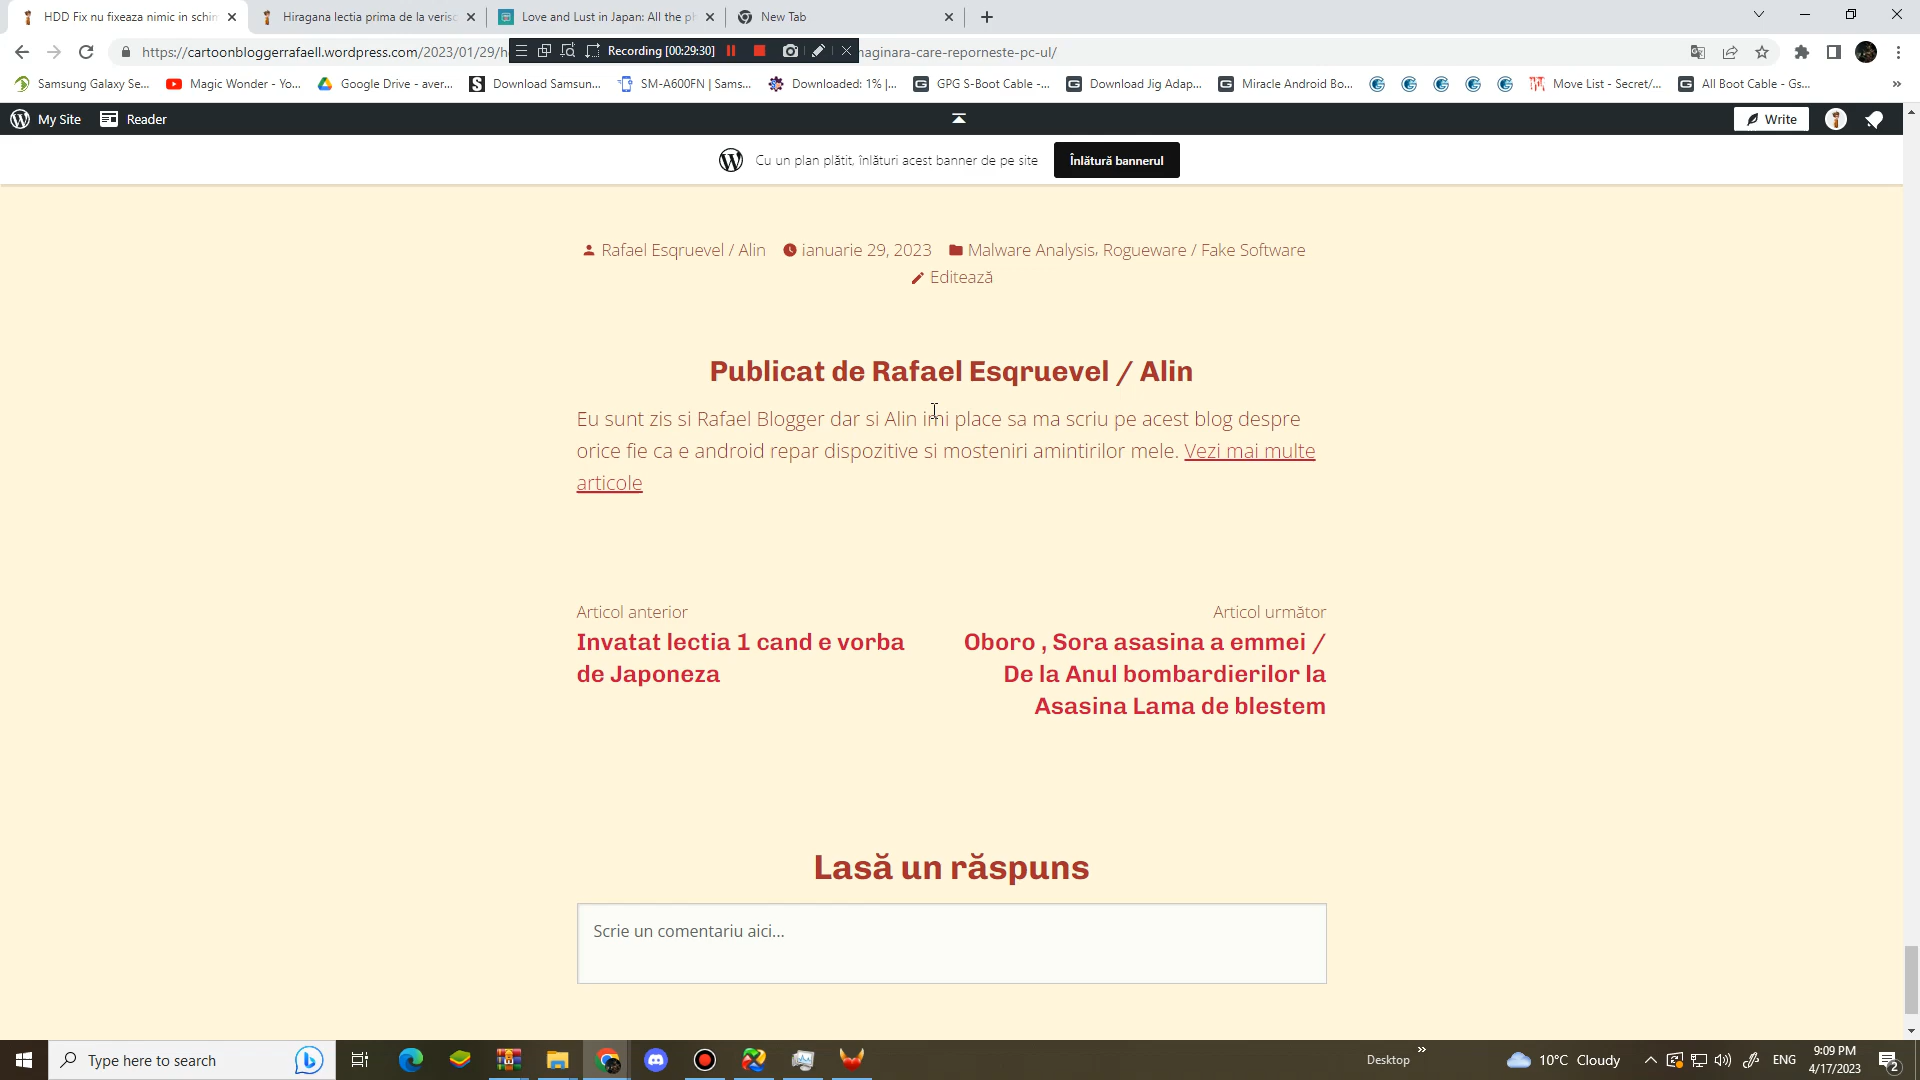 HDD Fix nu fixeaza nimic in schim
Hiragana lectia prima de la verisc
Love and Lust in Japan: All the ph
New Tab
https://cartoonbloggerrafaell.wordpress.com/2023/01/29/h
Recording [00:29:30]
naginara-care-reporneste-pc-ul/
Samsung Galaxy Se...
Magic Wonder - Yo...
Google Drive - aver...
Download Samsun...
SM-A600FN | Sams...
Downloaded: 1% |...
GPG S-Boot Cable -...
Download Jig Adap...
Miracle Android Bo...
Move List - Secret/...
All Boot Cable - Gs...
My Site
Reader
Write
Cu un plan plătit, înlături acest banner de pe site
Înlătură bannerul
Rafael Esqruevel / Alin
ianuarie 29, 2023
Malware Analysis, Rogueware / Fake Software
Editează
Publicat de Rafael Esqruevel / Alin
Eu sunt zis si Rafael Blogger dar si Alin imi place sa ma scriu pe acest blog despre
orice fie ca e android repar dispozitive si mosteniri amintirilor mele. Vezi mai multe
articole
Articol anterior
Invatat lectia 1 cand e vorba
de Japoneza
Articol următor
Oboro , Sora asasina a emmei /
De la Anul bombardierilor la
Asasina Lama de blestem
Lasă un răspuns
Scrie un comentariu aici...
Type here to search
Desktop
10°C Cloudy
ENG
9:09 PM
4/17/2023
2